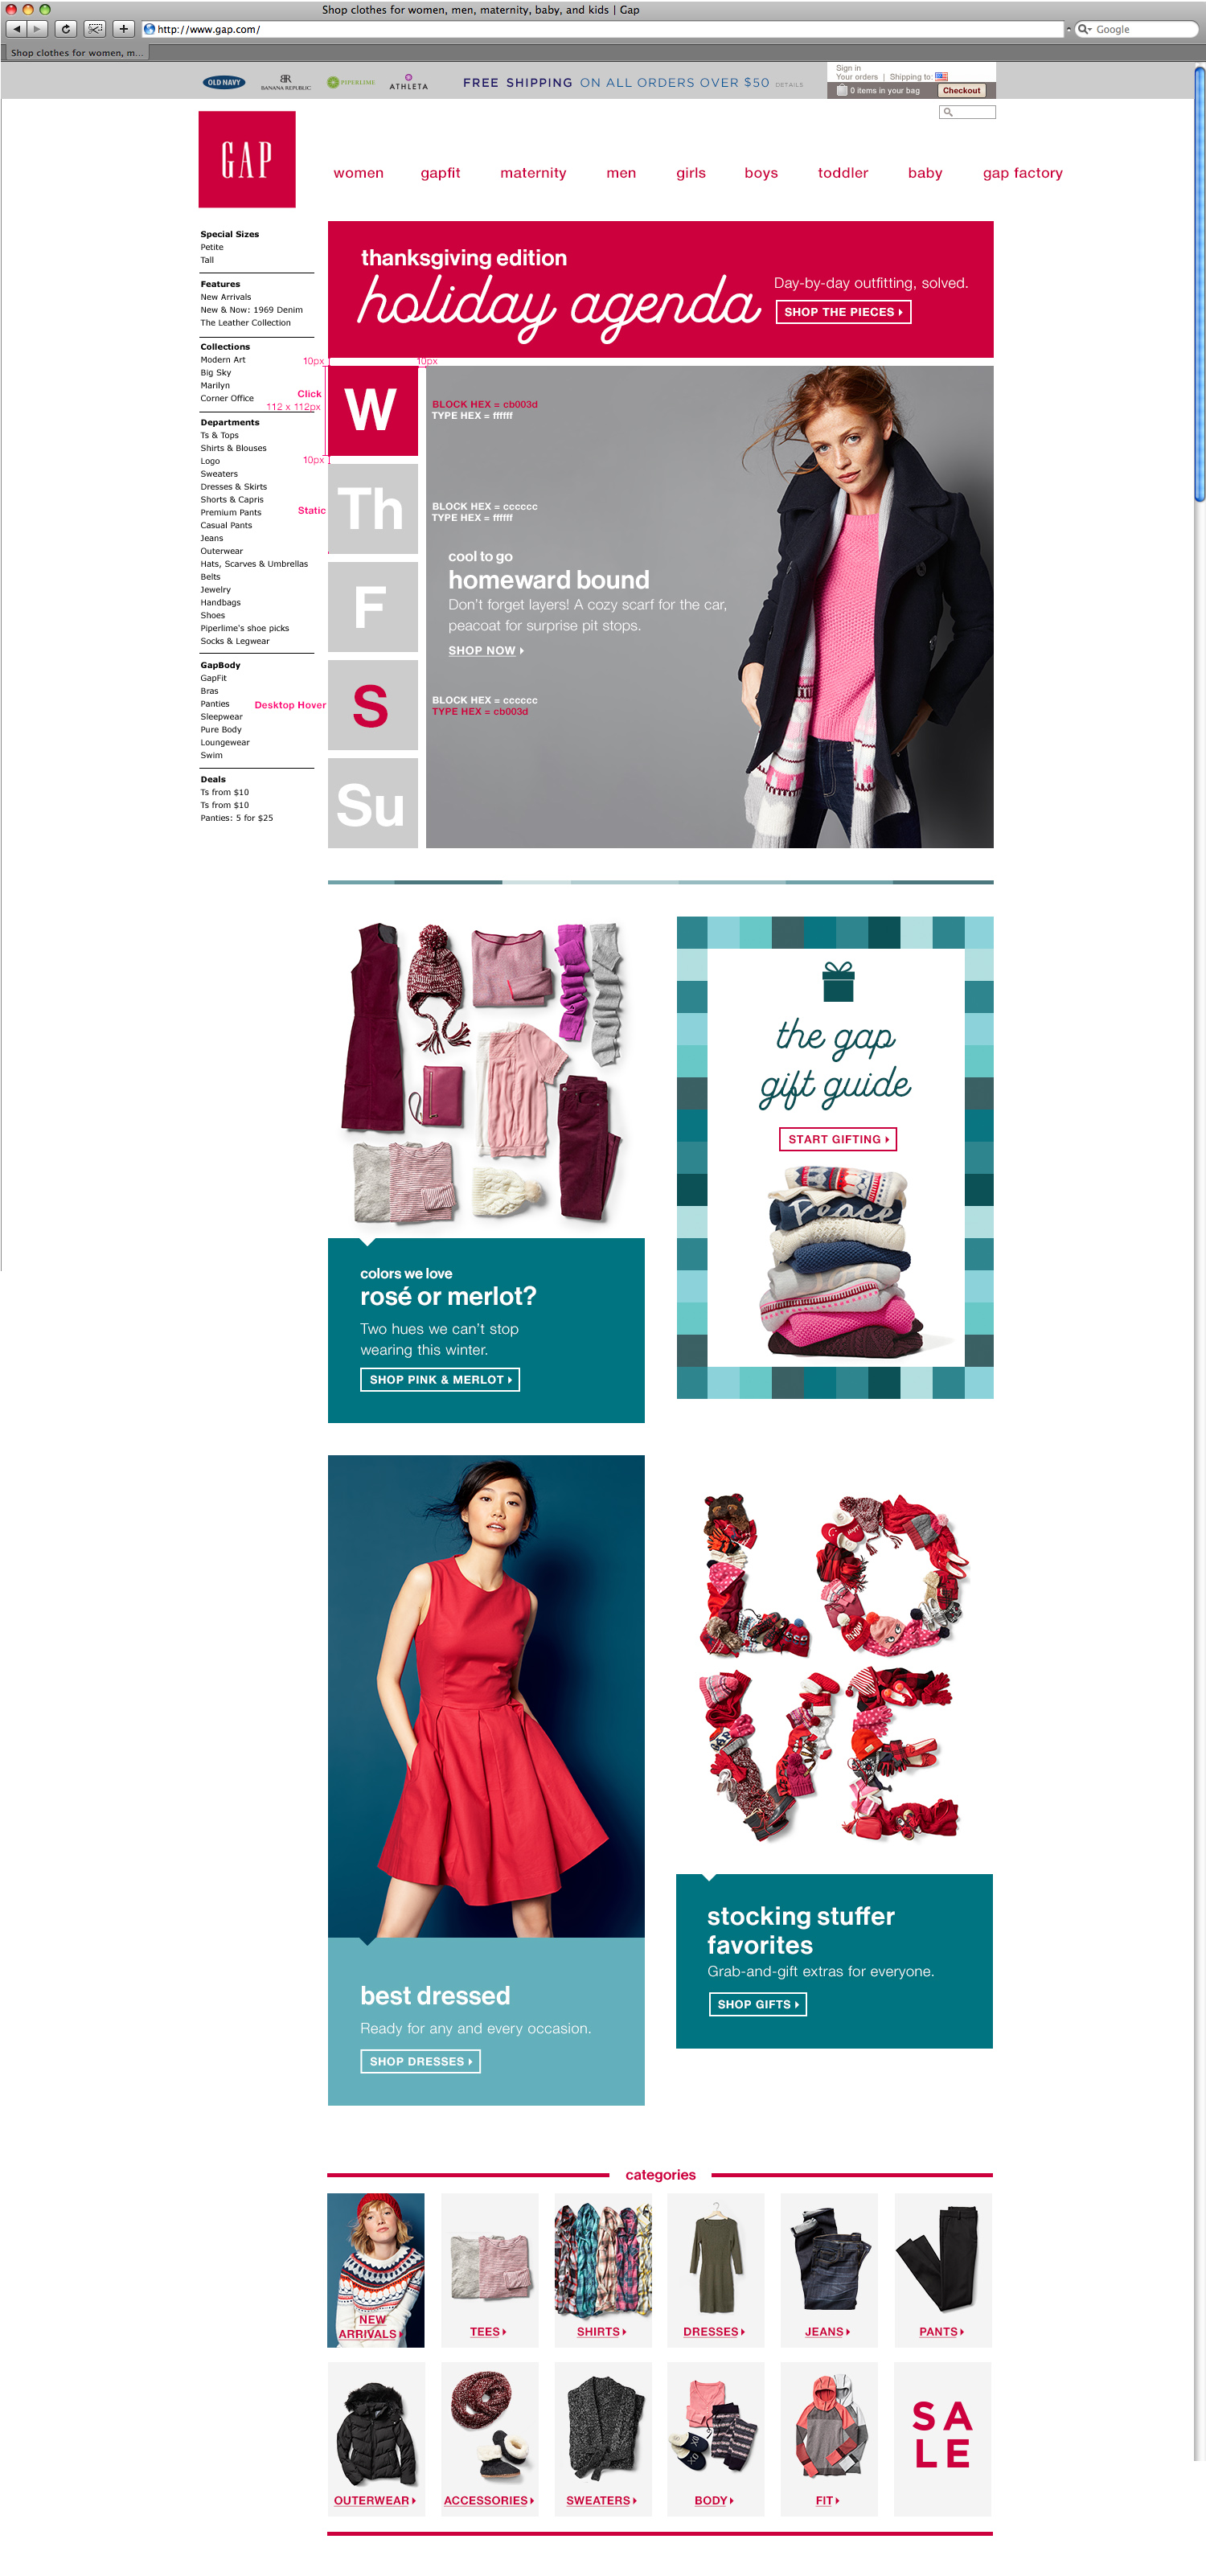 Shop clothes for women, men, maternity, baby, and kids | Gap
http://www.gap.com/
Google
Shop clothes for women, m...
OLD NAVY
BR
BANANA REPUBLIC
PIPERLIME
ATHLETA
FREE SHIPPING ON ALL ORDERS OVER $50 DETAILS
Sign in
Your orders | Shipping to:
0 items in your bag
Checkout
GAP
women gapfit maternity men girls boys toddler baby gap factory
Special Sizes
Petite
Tall
Features
New Arrivals
New & Now: 1969 Denim
The Leather Collection
Collections
Modern Art
Big Sky
Marilyn
Corner Office
Departments
Ts & Tops
Shirts & Blouses
Logo
Sweaters
Dresses & Skirts
Shorts & Capris
Premium Pants
Casual Pants
Jeans
Outerwear
Hats, Scarves & Umbrellas
Belts
Jewelry
Handbags
Shoes
Piperlime's shoe picks
Socks & Legwear
GapBody
GapFit
Bras
Panties
Sleepwear
Pure Body
Loungewear
Swim
Deals
Ts from $10
Ts from $10
Panties: 5 for $25
thanksgiving edition
holiday agenda
Day-by-day outfitting, solved.
SHOP THE PIECES
10px
10px
Click
112 x 112px
10px
Static
Desktop Hover
W
Th
F
S
Su
BLOCK HEX = cb003d
TYPE HEX = ffffff
BLOCK HEX = cccccc
TYPE HEX = ffffff
cool to go
homeward bound
Don't forget layers! A cozy scarf for the car,
peacoat for surprise pit stops.
SHOP NOW
BLOCK HEX = cccccc
TYPE HEX = cb003d
colors we love
rosé or merlot?
Two hues we can't stop
wearing this winter.
SHOP PINK & MERLOT
the gap
gift guide
START GIFTING
Peace
best dressed
Ready for any and every occasion.
SHOP DRESSES
LO
VE
stocking stuffer
favorites
Grab-and-gift extras for everyone.
SHOP GIFTS
categories
NEW
ARRIVALS
TEES
SHIRTS
DRESSES
JEANS
PANTS
OUTERWEAR
ACCESSORIES
SWEATERS
BODY
FIT
SA
LE